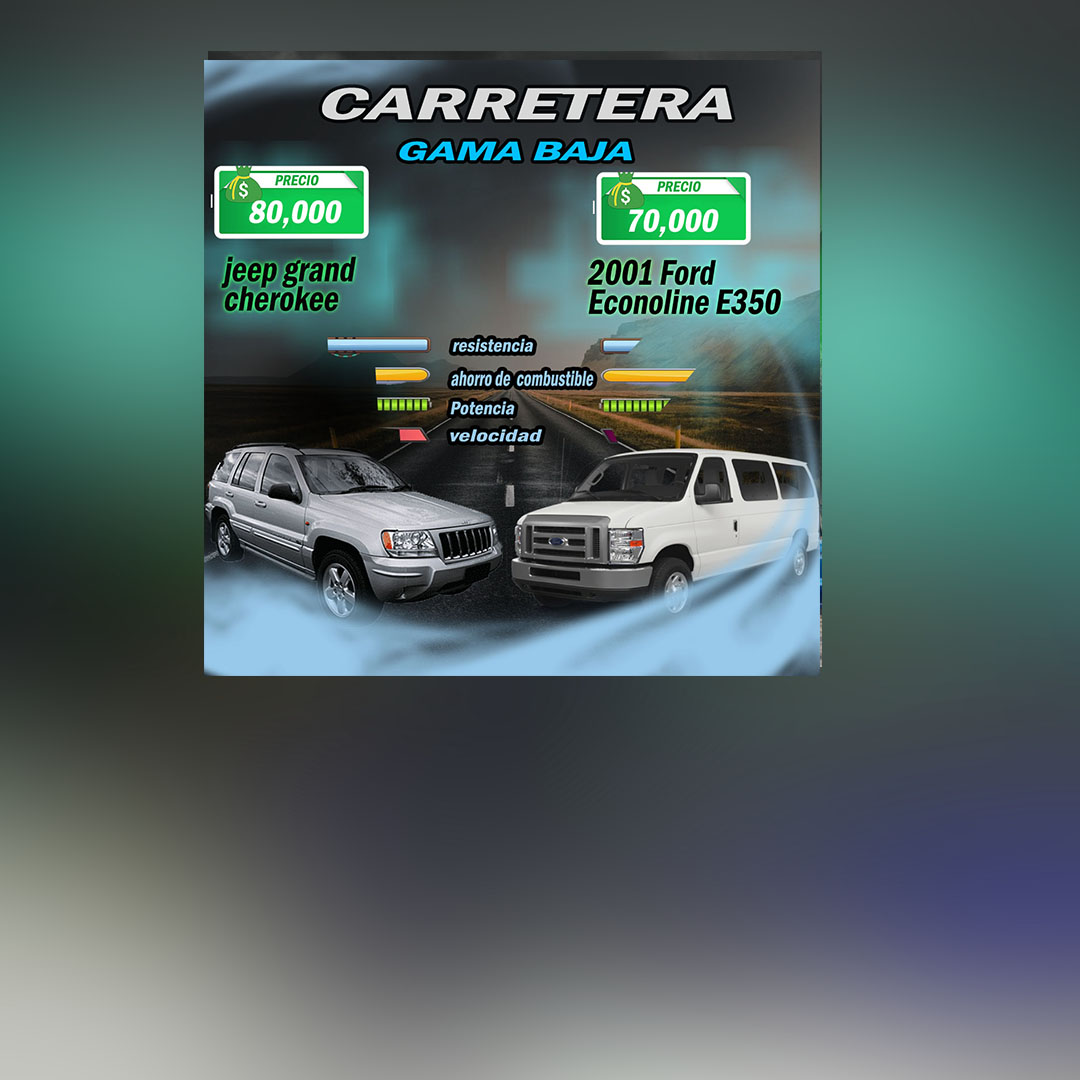 CARRETERA
GAMA BAJA
PRECIO
$
80,000
PRECIO
$
70,000
jeep grand
cherokee
2001 Ford
Econoline E350
resistencia
ahorro de combustible
Potencia
velocidad
Ford